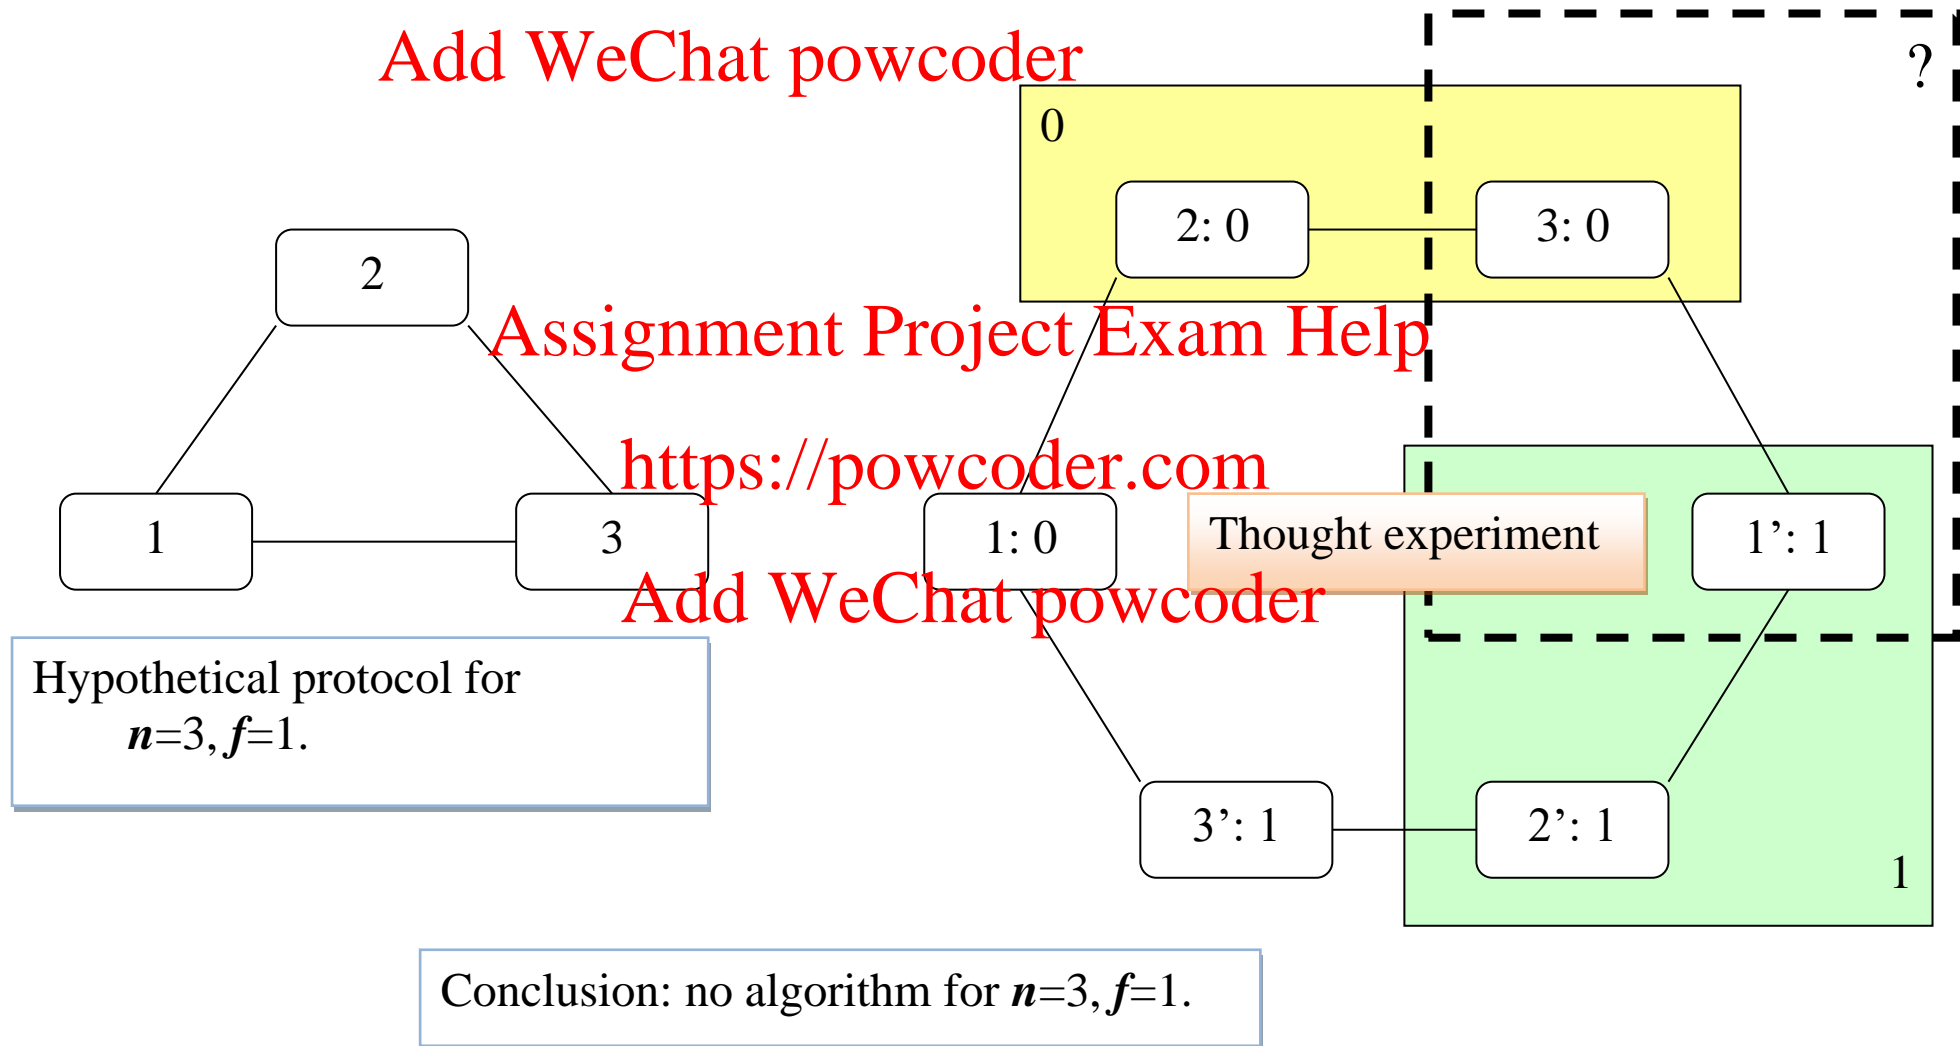 Add WeChat powcoder
?
0
2: 0
3: 0
2
Assignment Project Exam Help
https://powcoder.com
1
3
1: 0
Thought experiment
1’: 1
Add WeChat powcoder
Hypothetical protocol for
n=3, f=1.
3’: 1
2’: 1
1
Conclusion: no algorithm for n=3, f=1.